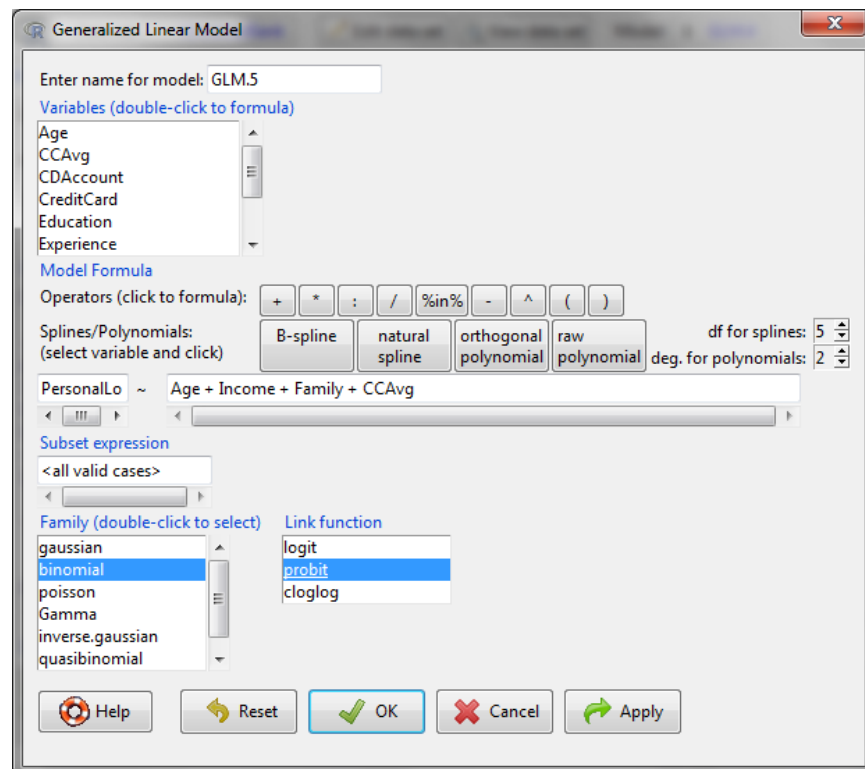 Generalized Linear Model
Enter name for model: GLM.5
Variables (double-click to formula)
Age
CCAvg
CDAccount
CreditCard
Education
Experience
Model Formula
Operators (click to formula): + * : / %in% - ^ ( )
Splines/Polynomials:
(select variable and click)
B-spline
natural
spline
orthogonal
polynomial
raw
polynomial
df for splines: 5
deg. for polynomials: 2
PersonalLo ~ Age + Income + Family + CCAvg
Subset expression
<all valid cases>
Family (double-click to select) Link function
gaussian logit
binomial probit
poisson cloglog
Gamma
inverse.gaussian
quasibinomial
Help Reset OK Cancel Apply